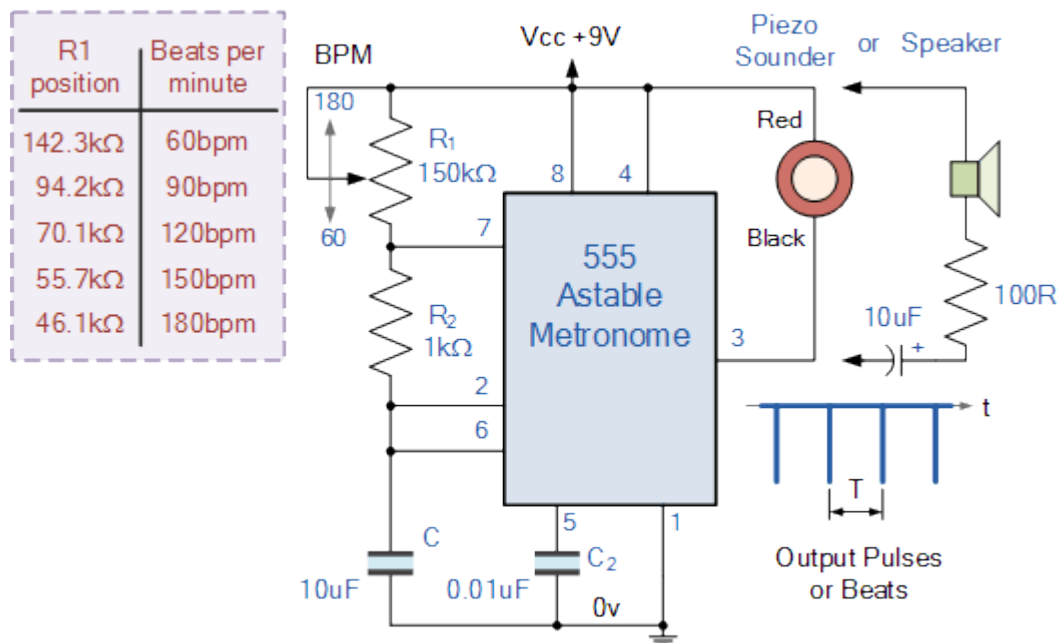 R1 position
Beats per minute
142.3kΩ 60bpm
94.2kΩ 90bpm
70.1kΩ 120bpm
55.7kΩ 150bpm
46.1kΩ 180bpm
BPM
180
60
Vcc +9V
R1
150kΩ
R2
1kΩ
8
4
7
2
6
3
5
1
555
Astable
Metronome
C
10uF
C2
0.01uF
0v
Piezo
Sounder or Speaker
Red
Black
100R
10uF
+
t
T
Output Pulses
or Beats